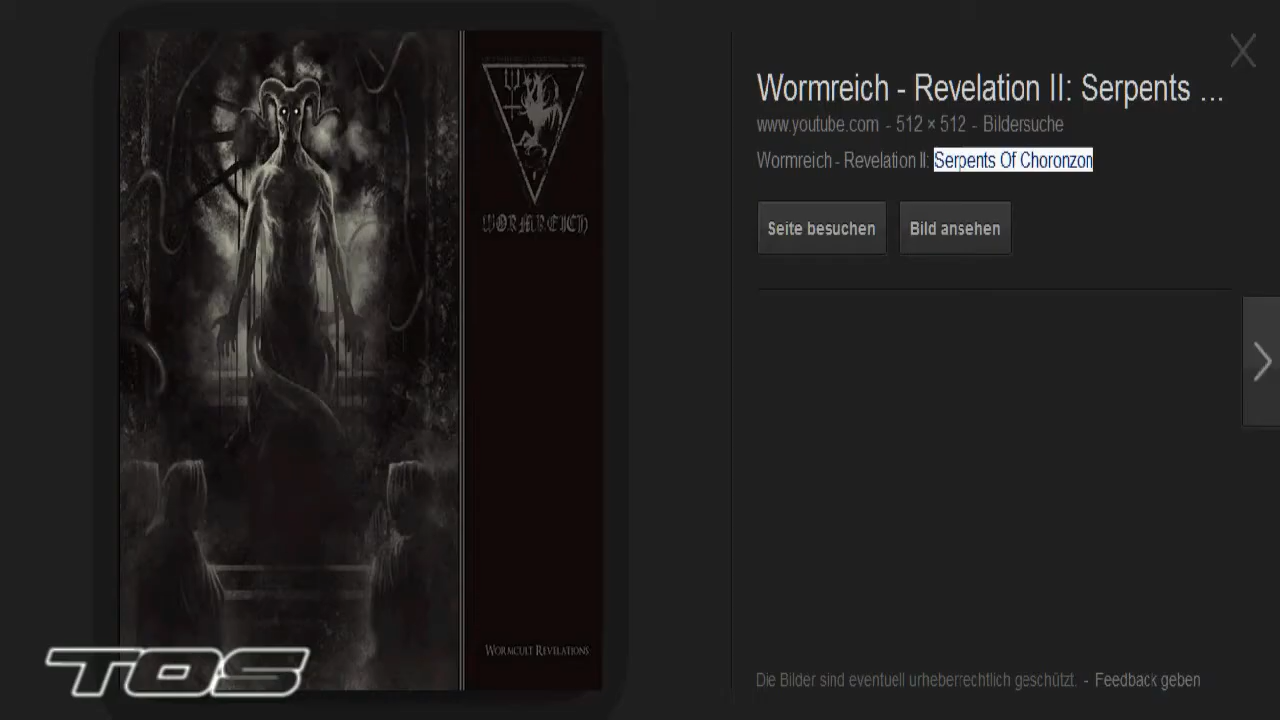 Wormreich - Revelation II: Serpents ...
www.youtube.com - 512 × 512 - Bildersuche
Wormreich - Revelation II: Serpents Of Choronzon
Seite besuchen
Bild ansehen
WORMREICH
WORMCULT REVELATIONS
TOS
Die Bilder sind eventuell urheberrechtlich geschützt. - Feedback geben